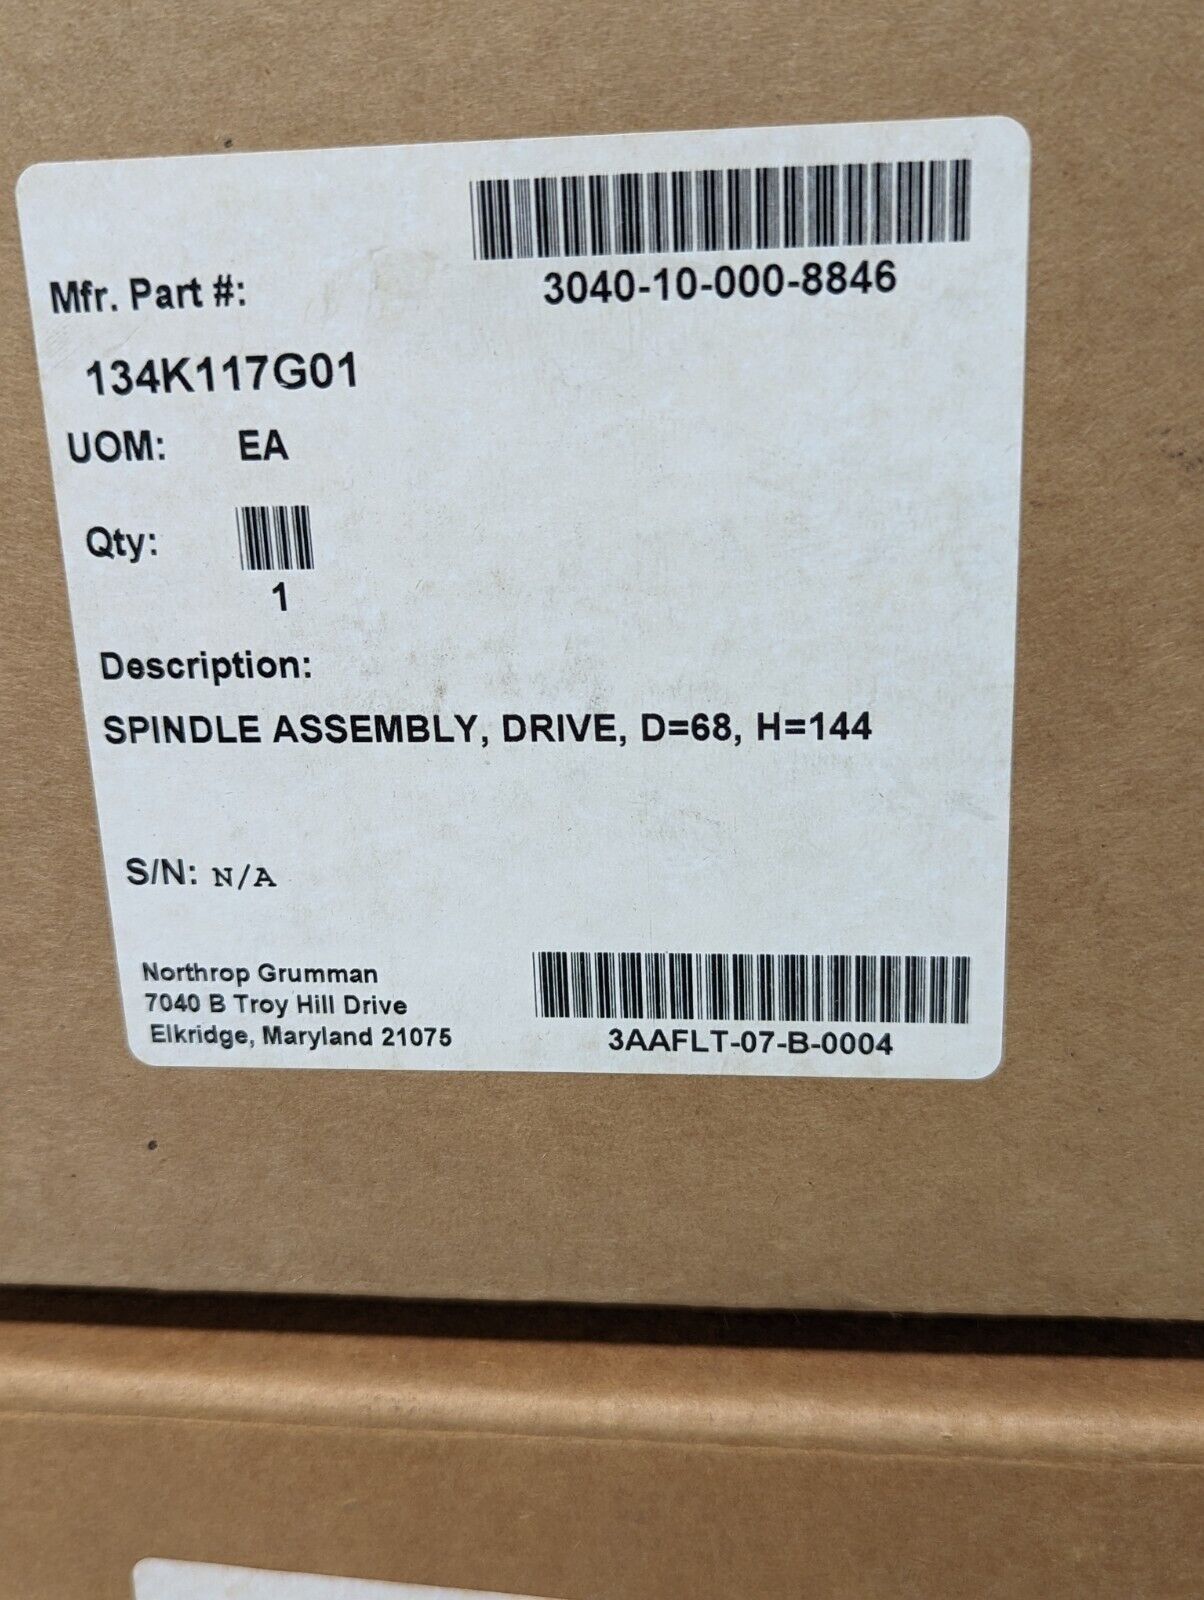 3040-10-000-8846
Mfr. Part #:
134K117G01
UOM: EA
Qty:
1
Description:
SPINDLE ASSEMBLY, DRIVE, D=68, H=144
S/N: N/A
Northrop Grumman
7040 B Troy Hill Drive
Elkridge, Maryland 21075
3AAFLT-07-B-0004